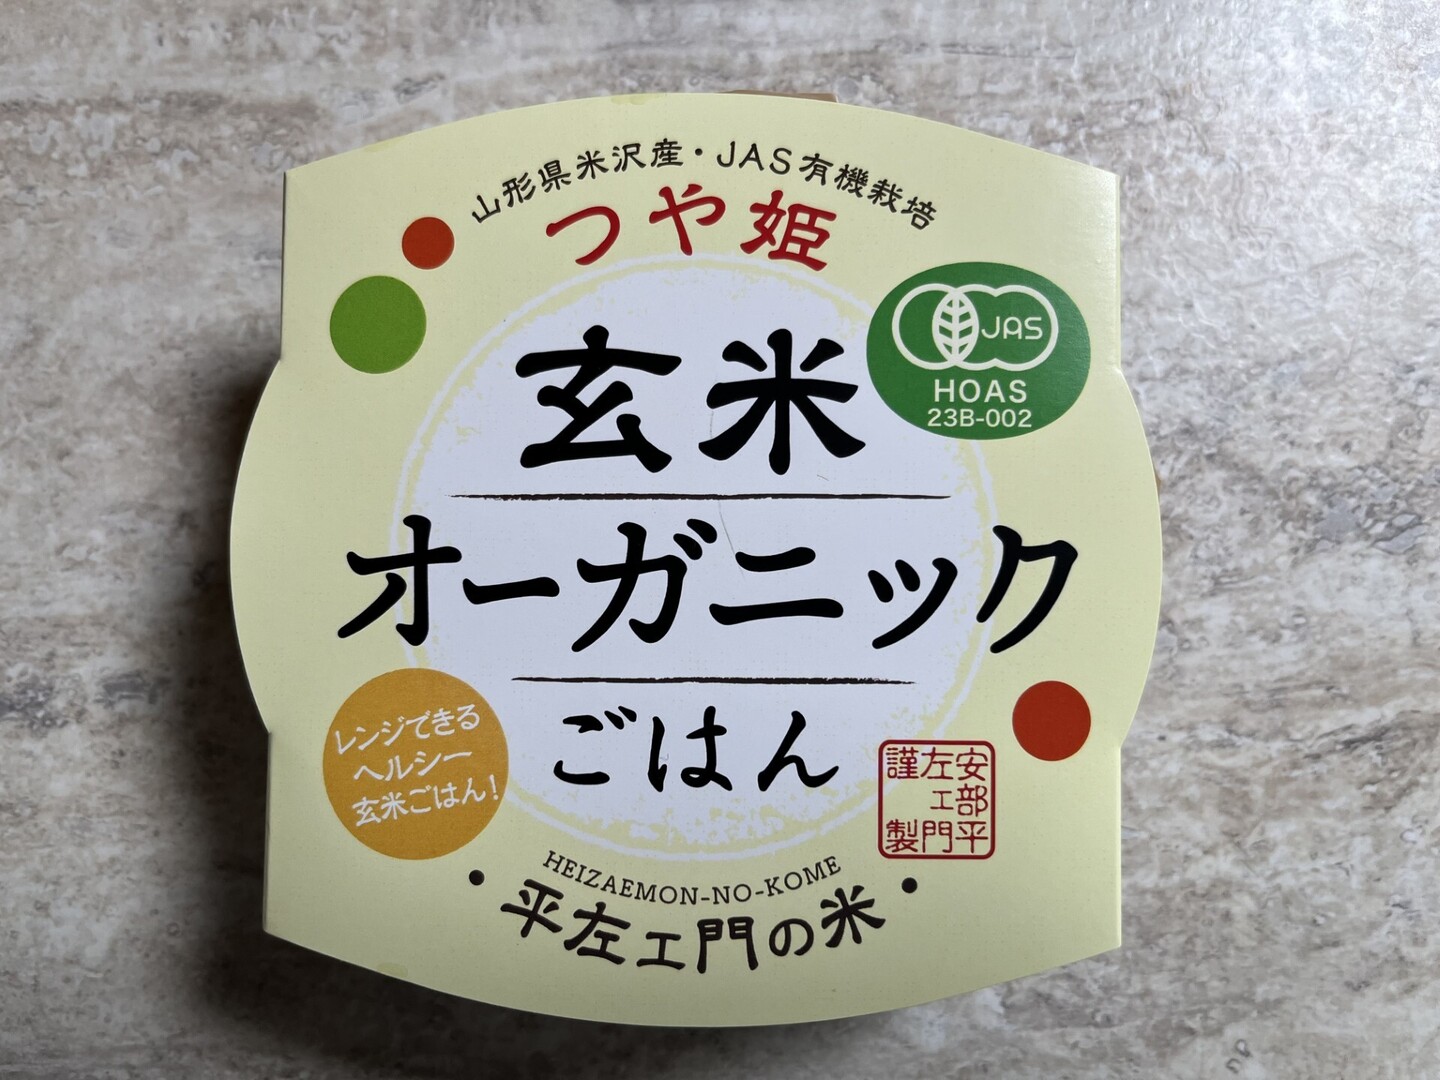 山形県米沢産・JAS有機栽培
つや姫
JAS
HOAS
23B-002
玄米
オーガニック
ごはん
レンジできる
ヘルシー
玄米ごはん!
安部平
左エ門
謹製
HEIZAEMON-NO-KOME
・平左エ門の米・